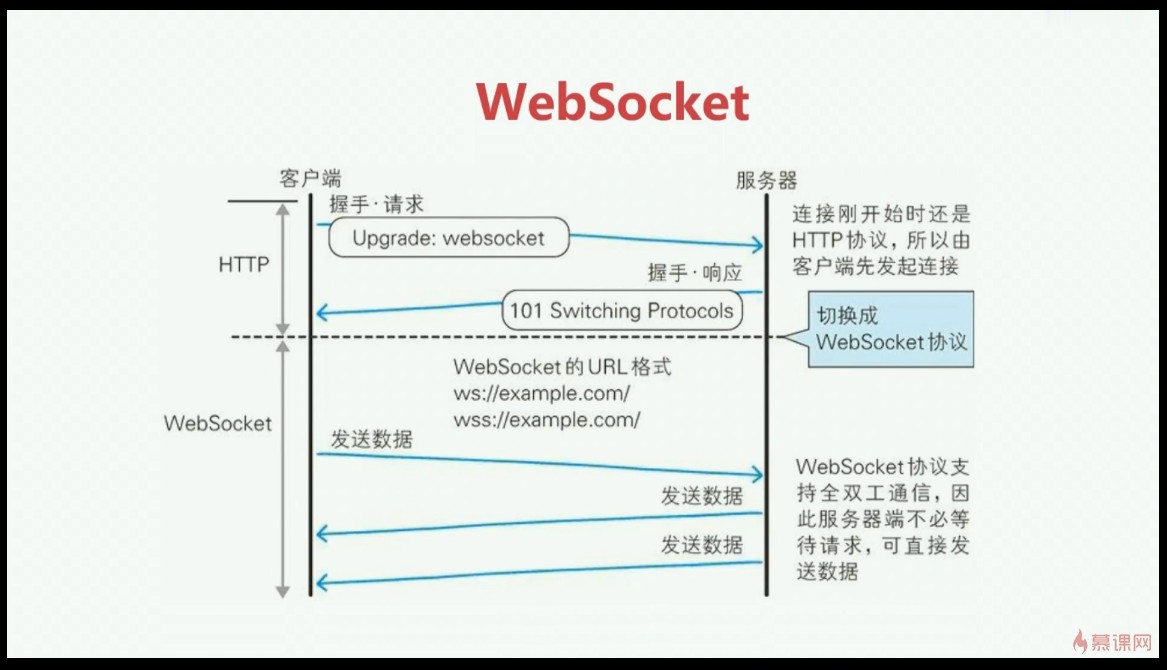 WebSocket
客户端
服务器
握手·请求
Upgrade: websocket
连接刚开始时还是
HTTP协议，所以由
客户端先发起连接
HTTP
握手·响应
101 Switching Protocols
切换成
WebSocket协议
WebSocket的URL格式
ws://example.com/
wss://example.com/
WebSocket
发送数据
WebSocket协议支
持全双工通信，因
此服务器端不必等
待请求，可直接发
送数据
发送数据
发送数据
慕课网